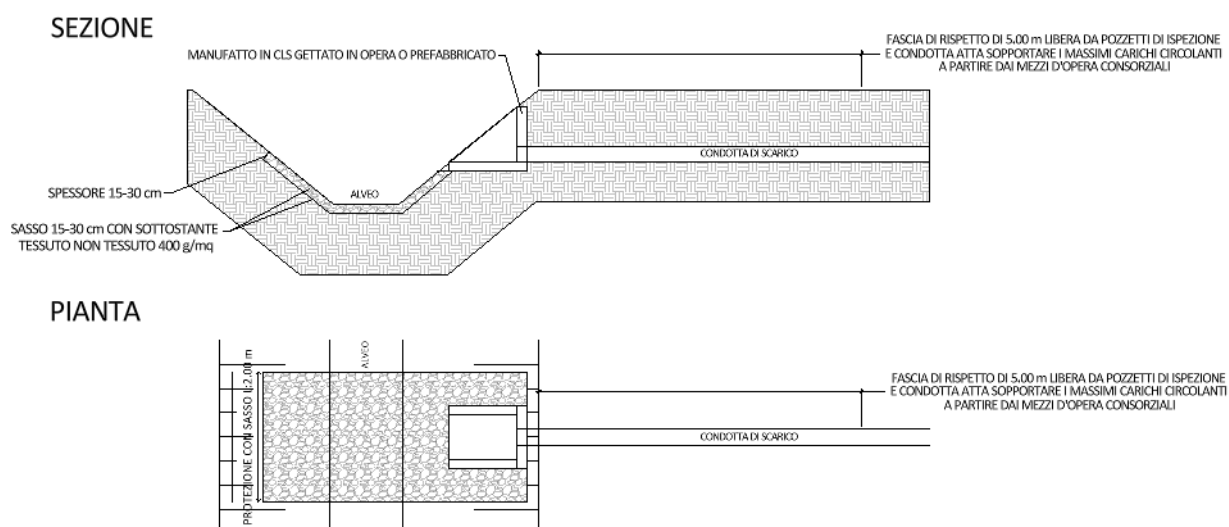 SEZIONE
MANUFATTO IN CLS GETTATO IN OPERA O PREFABBRICATO
FASCIA DI RISPETTO DI 5.00 m LIBERA DA POZZETTI DI ISPEZIONE
E CONDOTTA ATTA SOPPORTARE I MASSIMI CARICHI CIRCOLANTI
A PARTIRE DAI MEZZI D'OPERA CONSORZIALI
CONDOTTA DI SCARICO
ALVEO
SPESSORE 15-30 cm
SASSO 15-30 cm CON SOTTOSTANTE
TESSUTO NON TESSUTO 400 g/mq
PIANTA
ALVEO
PROTEZIONE CON SASSO L:2.00 m
FASCIA DI RISPETTO DI 5.00 m LIBERA DA POZZETTI DI ISPEZIONE
E CONDOTTA ATTA SOPPORTARE I MASSIMI CARICHI CIRCOLANTI
A PARTIRE DAI MEZZI D'OPERA CONSORZIALI
CONDOTTA DI SCARICO